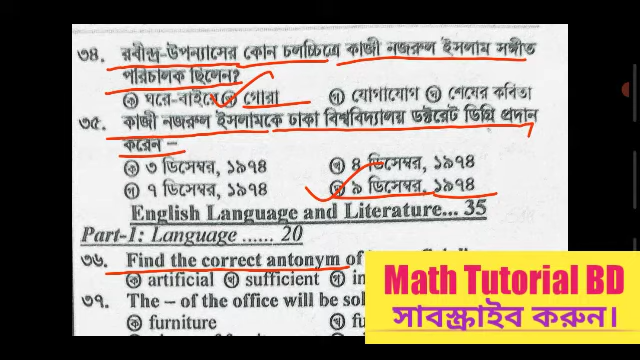 ৩৪. রবীন্দ্র-উপন্যাসের কোন চলচ্চিত্রে কাজী নজরুল ইসলাম সঙ্গীত
পরিচালক ছিলেন?
ক ঘরে-বাইরে খ গোরা গ যোগাযোগ ঘ শেষের কবিতা
৩৫. কাজী নজরুল ইসলামকে ঢাকা বিশ্ববিদ্যালয় ডক্টরেট ডিগ্রি প্রদান
করেন –
ক ৩ ডিসেম্বর, ১৯৭৪ খ ৪ ডিসেম্বর, ১৯৭৪
গ ৭ ডিসেম্বর, ১৯৭৪ ঘ ৯ ডিসেম্বর, ১৯৭৪
English Language and Literature... 35
Part-1: Language ...... 20
৩৬. Find the correct antonym of
ক artificial খ sufficient গ
৩৭. The – of the office will be
ক furniture খ
Math Tutorial BD
সাবস্ক্রাইব করুন।